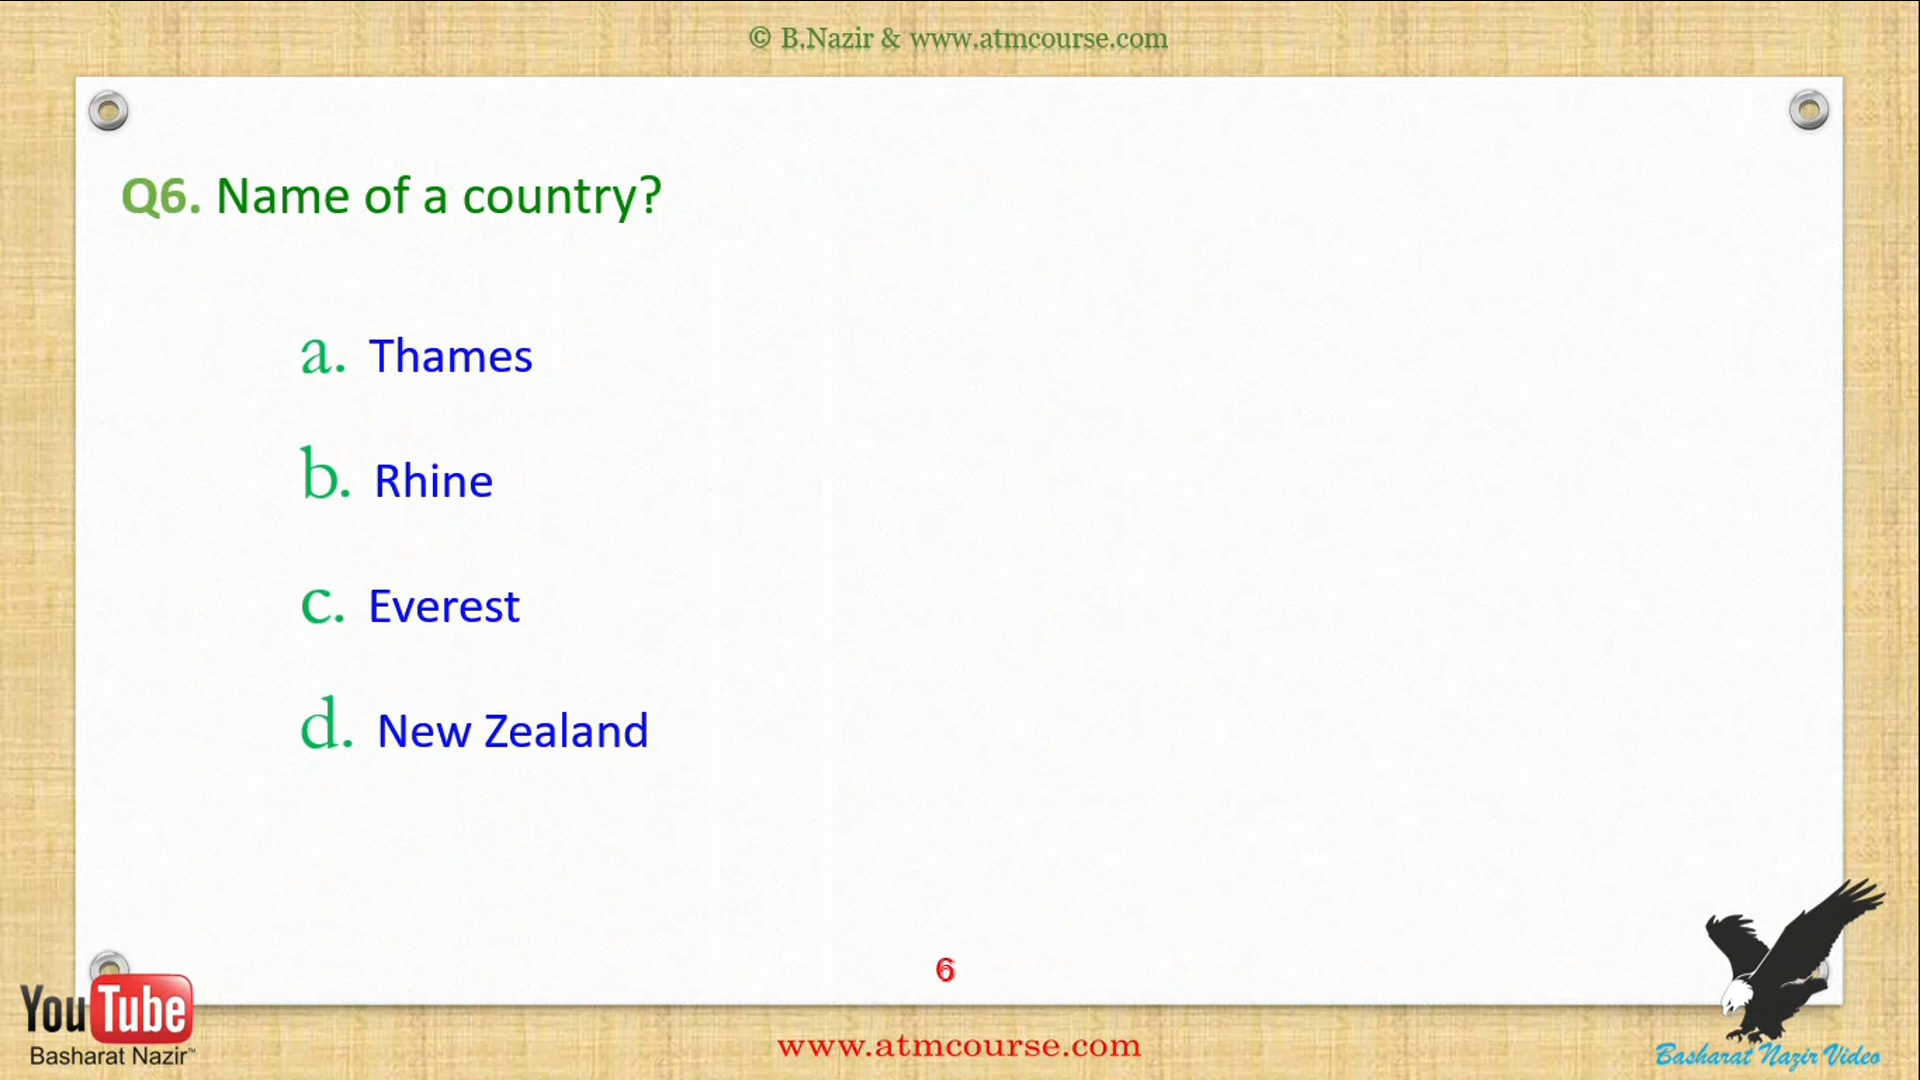 © B.Nazir & www.atmcourse.com
Q6. Name of a country?
a. Thames
b. Rhine
c. Everest
d. New Zealand
6
YouTube
Basharat Nazir™
www.atmcourse.com
Basharat Nazir Video